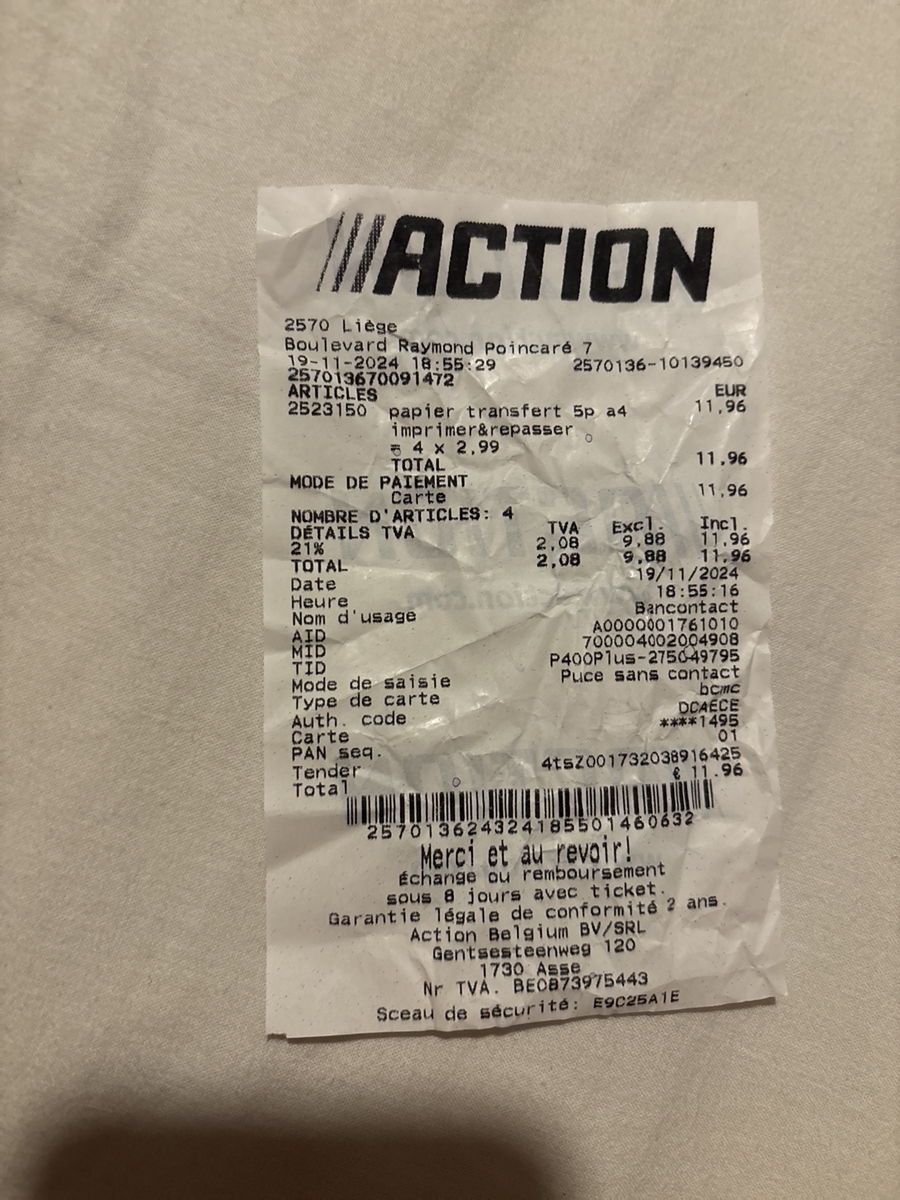 ACTION
2570 Liège
Boulevard Raymond Poincaré 7
19-11-2024 18:55:29 2570136-10139450
257013670091472
ARTICLES EUR
2523150 papier transfert 5p a4 11,96
imprimer&repasser
= 4 x 2,99
TOTAL 11,96
MODE DE PAIEMENT
Carte 11,96
NOMBRE D'ARTICLES: 4
DÉTAILS TVA TVA Excl. Incl.
21% 2,08 9,88 11,96
TOTAL 2,08 9,88 11,96
Date 19/11/2024
Heure 18:55:16
Nom d'usage Bancontact
AID A0000001761010
MID 700004002004908
TID P400Plus-275049795
Mode de saisie Puce sans contact
Type de carte bcmc
Auth. code DCAECE
Carte ****1495
PAN seq. 01
Tender 4tsZ001732038916425
Total € 11.96
257013624324185501460632
Merci et au revoir!
Échange ou remboursement
sous 8 jours avec ticket.
Garantie légale de conformité 2 ans.
Action Belgium BV/SRL
Gentsesteenweg 120
1730 Asse
Nr TVA. BE0873975443
Sceau de sécurité: E9C25A1E